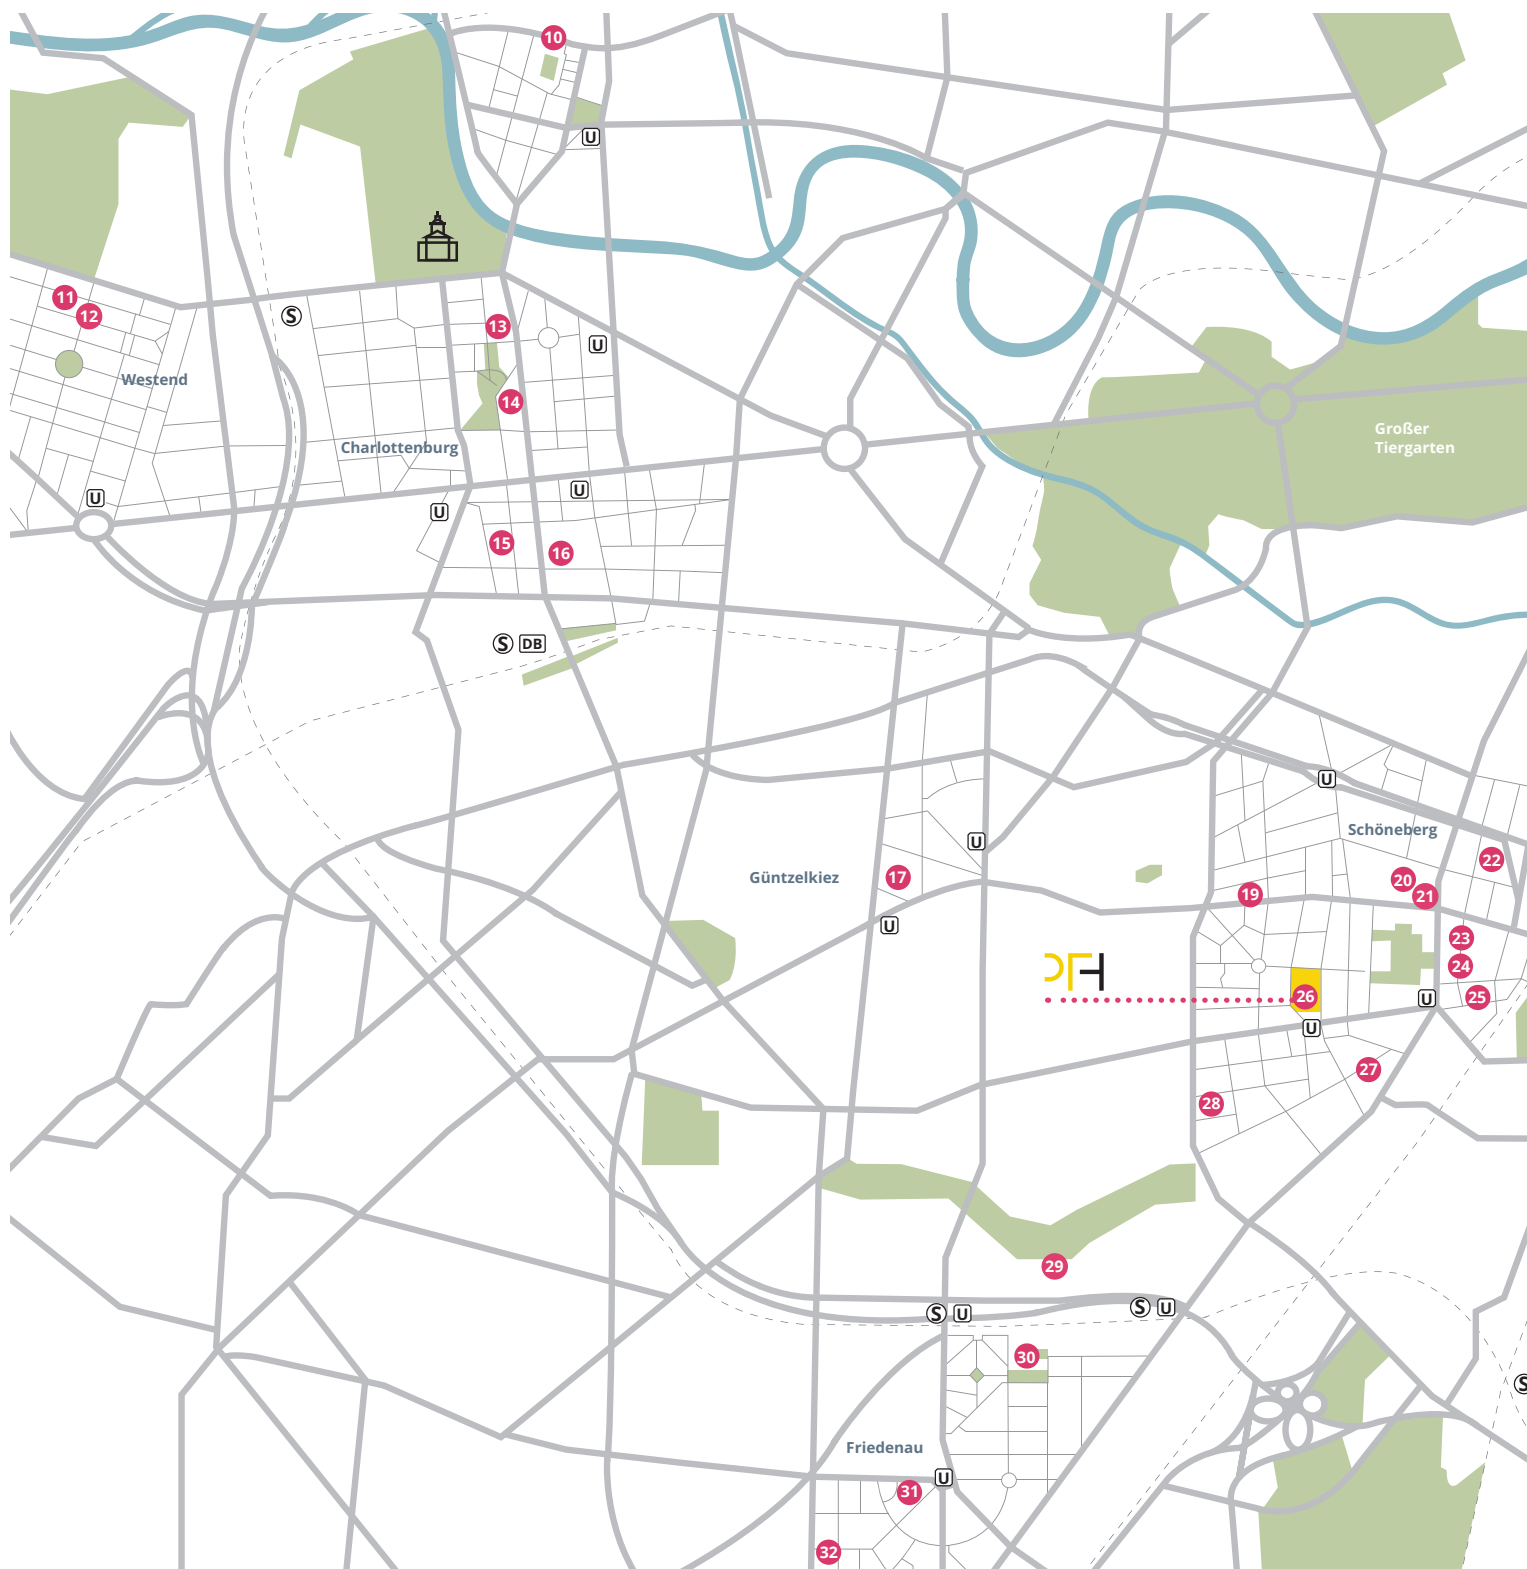 10
U
11
12
S
13
U
Westend
14
Großer
Tiergarten
Charlottenburg
U
U
U
15
16
S DB
U
Schöneberg
U
22
Güntzelkiez
17
20
19
21
U
23
24
DFH
26
U
25
U
27
28
29
S U
S U
30
S
Friedenau
U
31
32